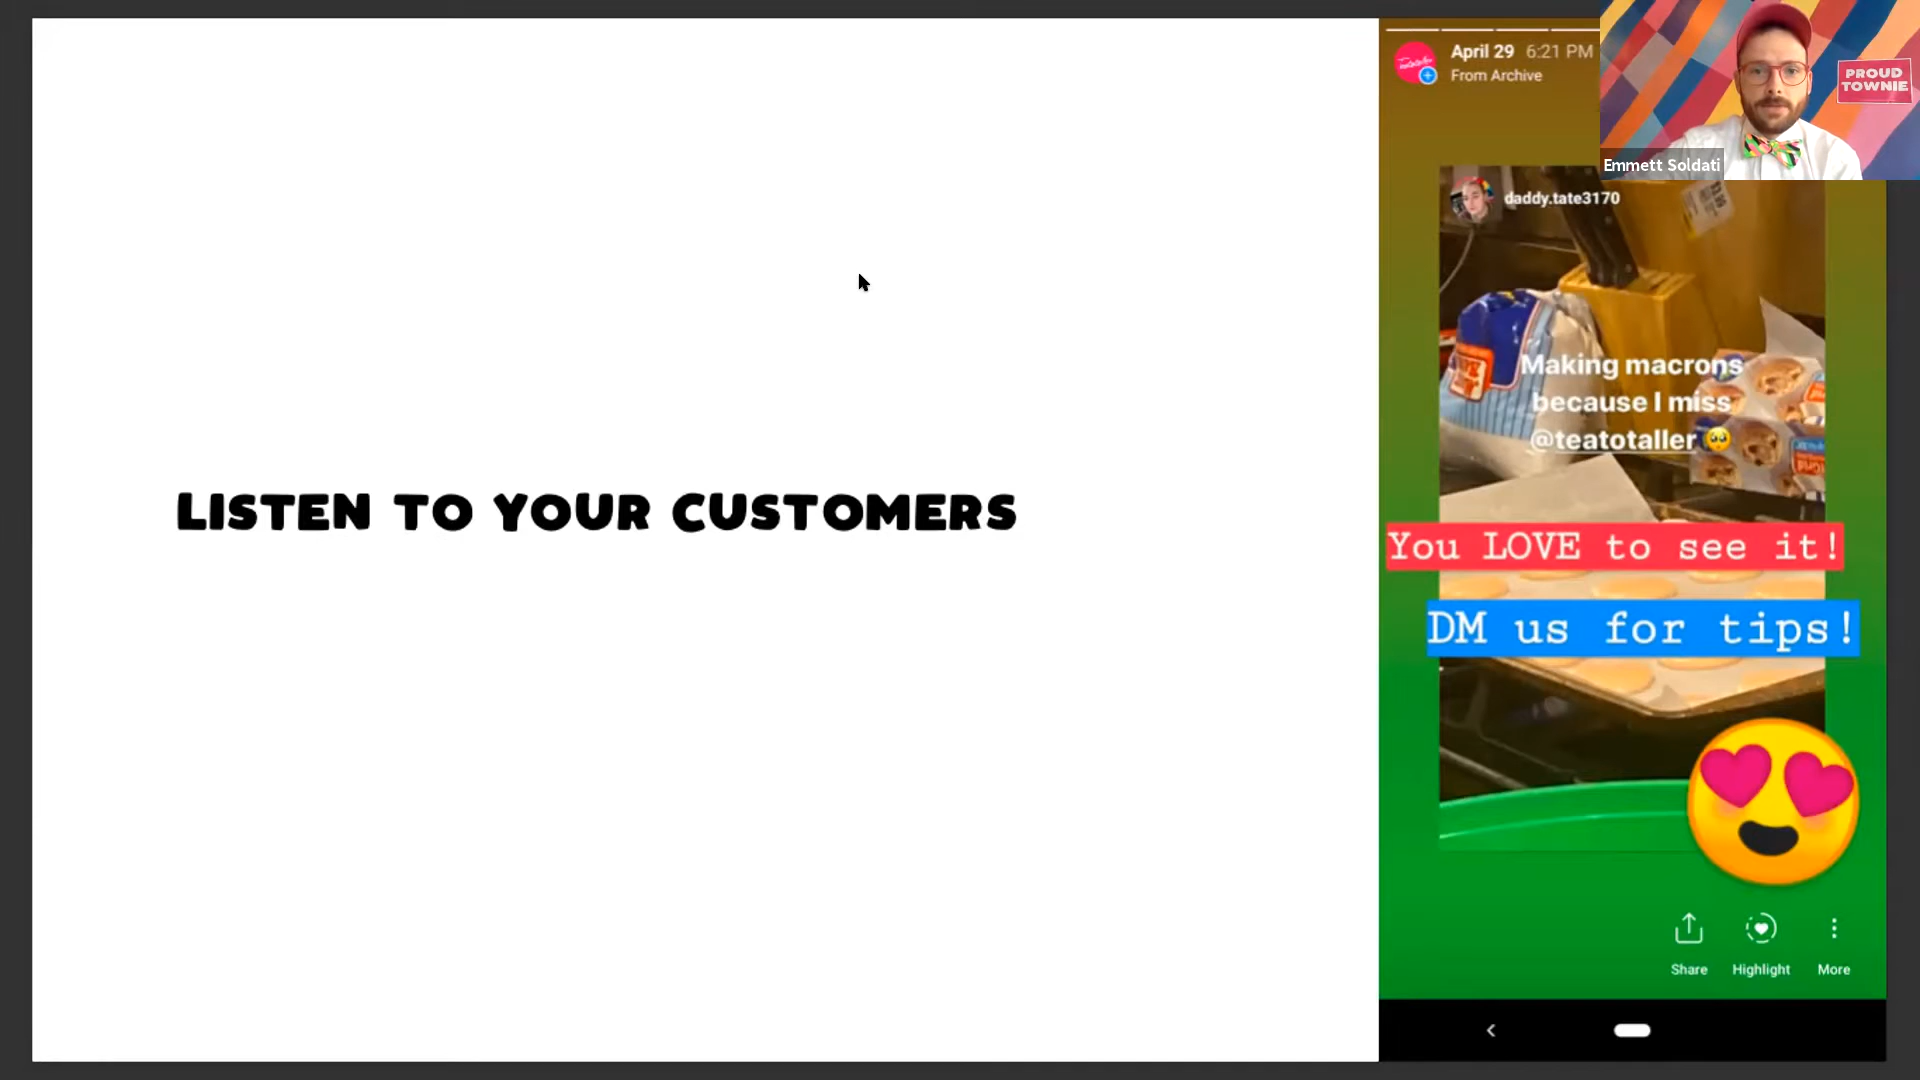 LISTEN TO YOUR CUSTOMERS
April 29 6:21 PM
From Archive
PROUD
TOWNIE
Emmett Soldati
daddy.tate3170
Making macrons
because I miss
@teatotaller 🥺
You LOVE to see it!
DM us for tips!
Share Highlight More